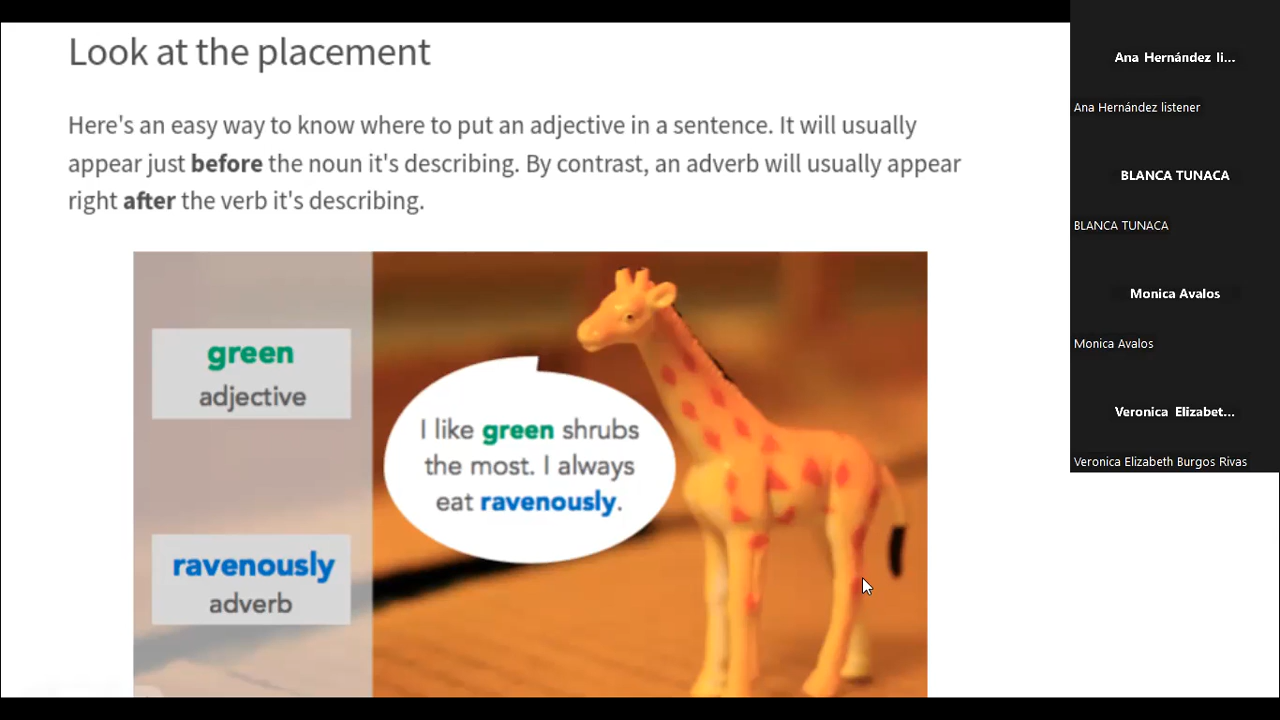 Look at the placement
Here's an easy way to know where to put an adjective in a sentence. It will usually
appear just before the noun it's describing. By contrast, an adverb will usually appear
right after the verb it's describing.
green
adjective
I like green shrubs
the most. I always
eat ravenously.
ravenously
adverb
Ana Hernández li...
Ana Hernández listener
BLANCA TUNACA
BLANCA TUNACA
Monica Avalos
Monica Avalos
Veronica Elizabet...
Veronica Elizabeth Burgos Rivas